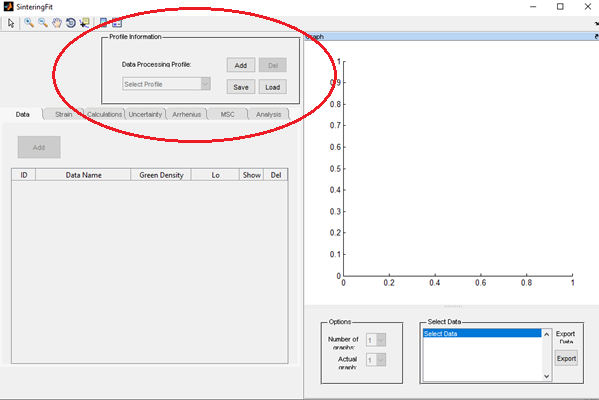 SinteringFit
Profile Information
Data Processing Profile:
Add Del
Select Profile
Save Load
Data Strain Calculations Uncertainty Arrhenius MSC Analysis
Add
ID Data Name Green Density Lo Show Del
Graph
1
0.9
0.8
0.7
0.6
0.5
0.4
0.3
0.2
0.1
0
0 0.2 0.4 0.6 0.8 1
Options
Number of
graphs:
1
Actual
graph:
1
Select Data
Select Data
Export
Data
Export